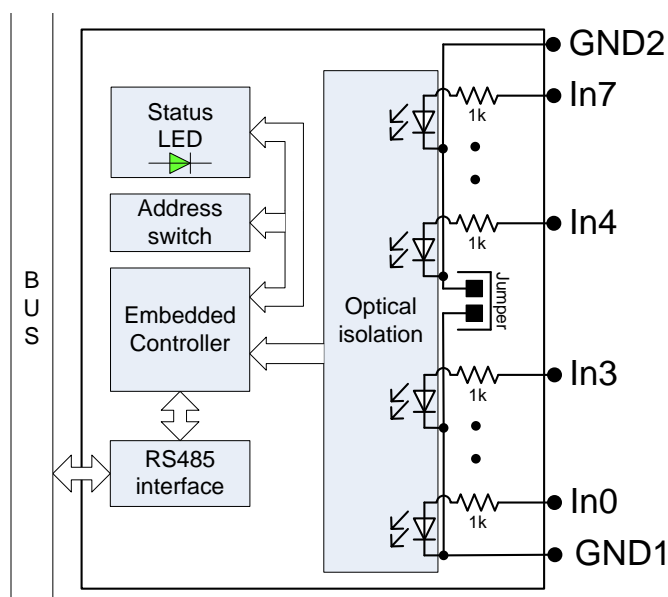 GND2
In7
1k
Status
LED
Address
switch
In4
1k
B
U
S
Embedded
Controller
Optical
isolation
Jumper
In3
1k
RS485
interface
In0
1k
GND1